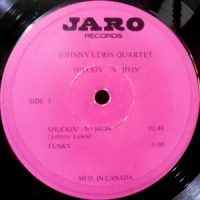 JARO
RECORDS
JOHNNY LEWIS QUARTET
SHUCKIN' 'N' JIVIN'
SIDE 1
SHUCKIN' 'N' JIVIN' 10:46
(Johnny Lewis)
FUNKY 5:00
MFD. IN CANADA